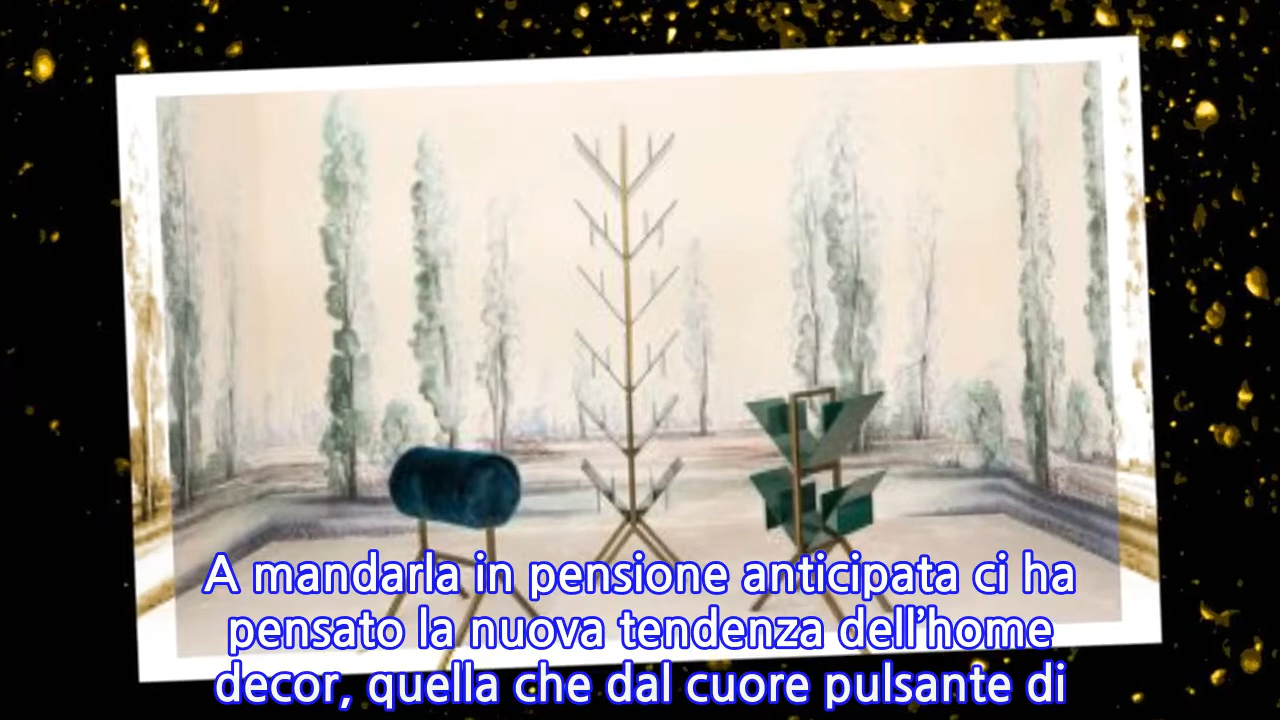 A mandarla in pensione anticipata ci ha
pensato la nuova tendenza dell'home
decor, quella che dal cuore pulsante di